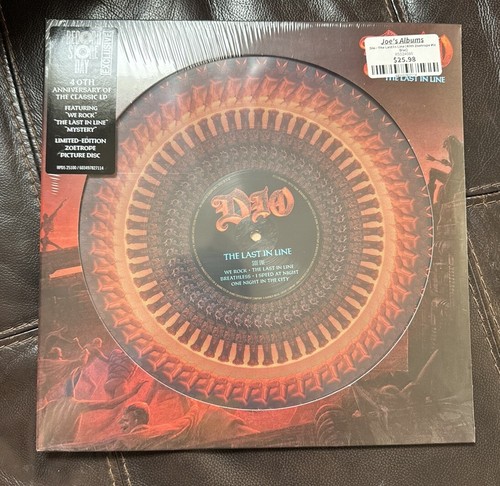 RECORD
STORE
DAY
EXCLUSIVE!
40TH
ANNIVERSARY OF
THE CLASSIC LP
FEATURING
"WE ROCK"
"THE LAST IN LINE"
"MYSTERY"
LIMITED-EDITION
ZOETROPE
PICTURE DISC
Joe's Albums
$25.98
THE LAST IN LINE
DIO
THE LAST IN LINE
SIDE ONE:
WE ROCK • THE LAST IN LINE
BREATHLESS • I SPEED AT NIGHT
ONE NIGHT IN THE CITY